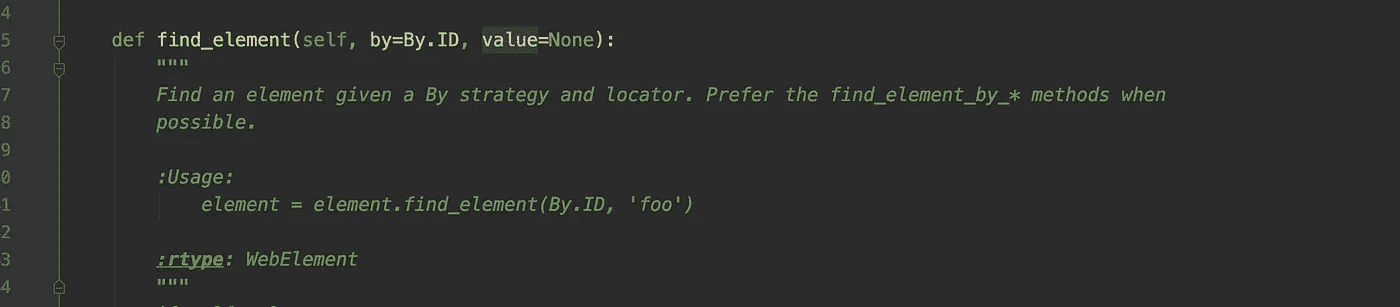 4
5 def find_element(self, by=By.ID, value=None):
6 """
7 Find an element given a By strategy and locator. Prefer the find_element_by_* methods when
8 possible.
9
0 :Usage:
1 element = element.find_element(By.ID, 'foo')
2
3 :rtype: WebElement
4 """